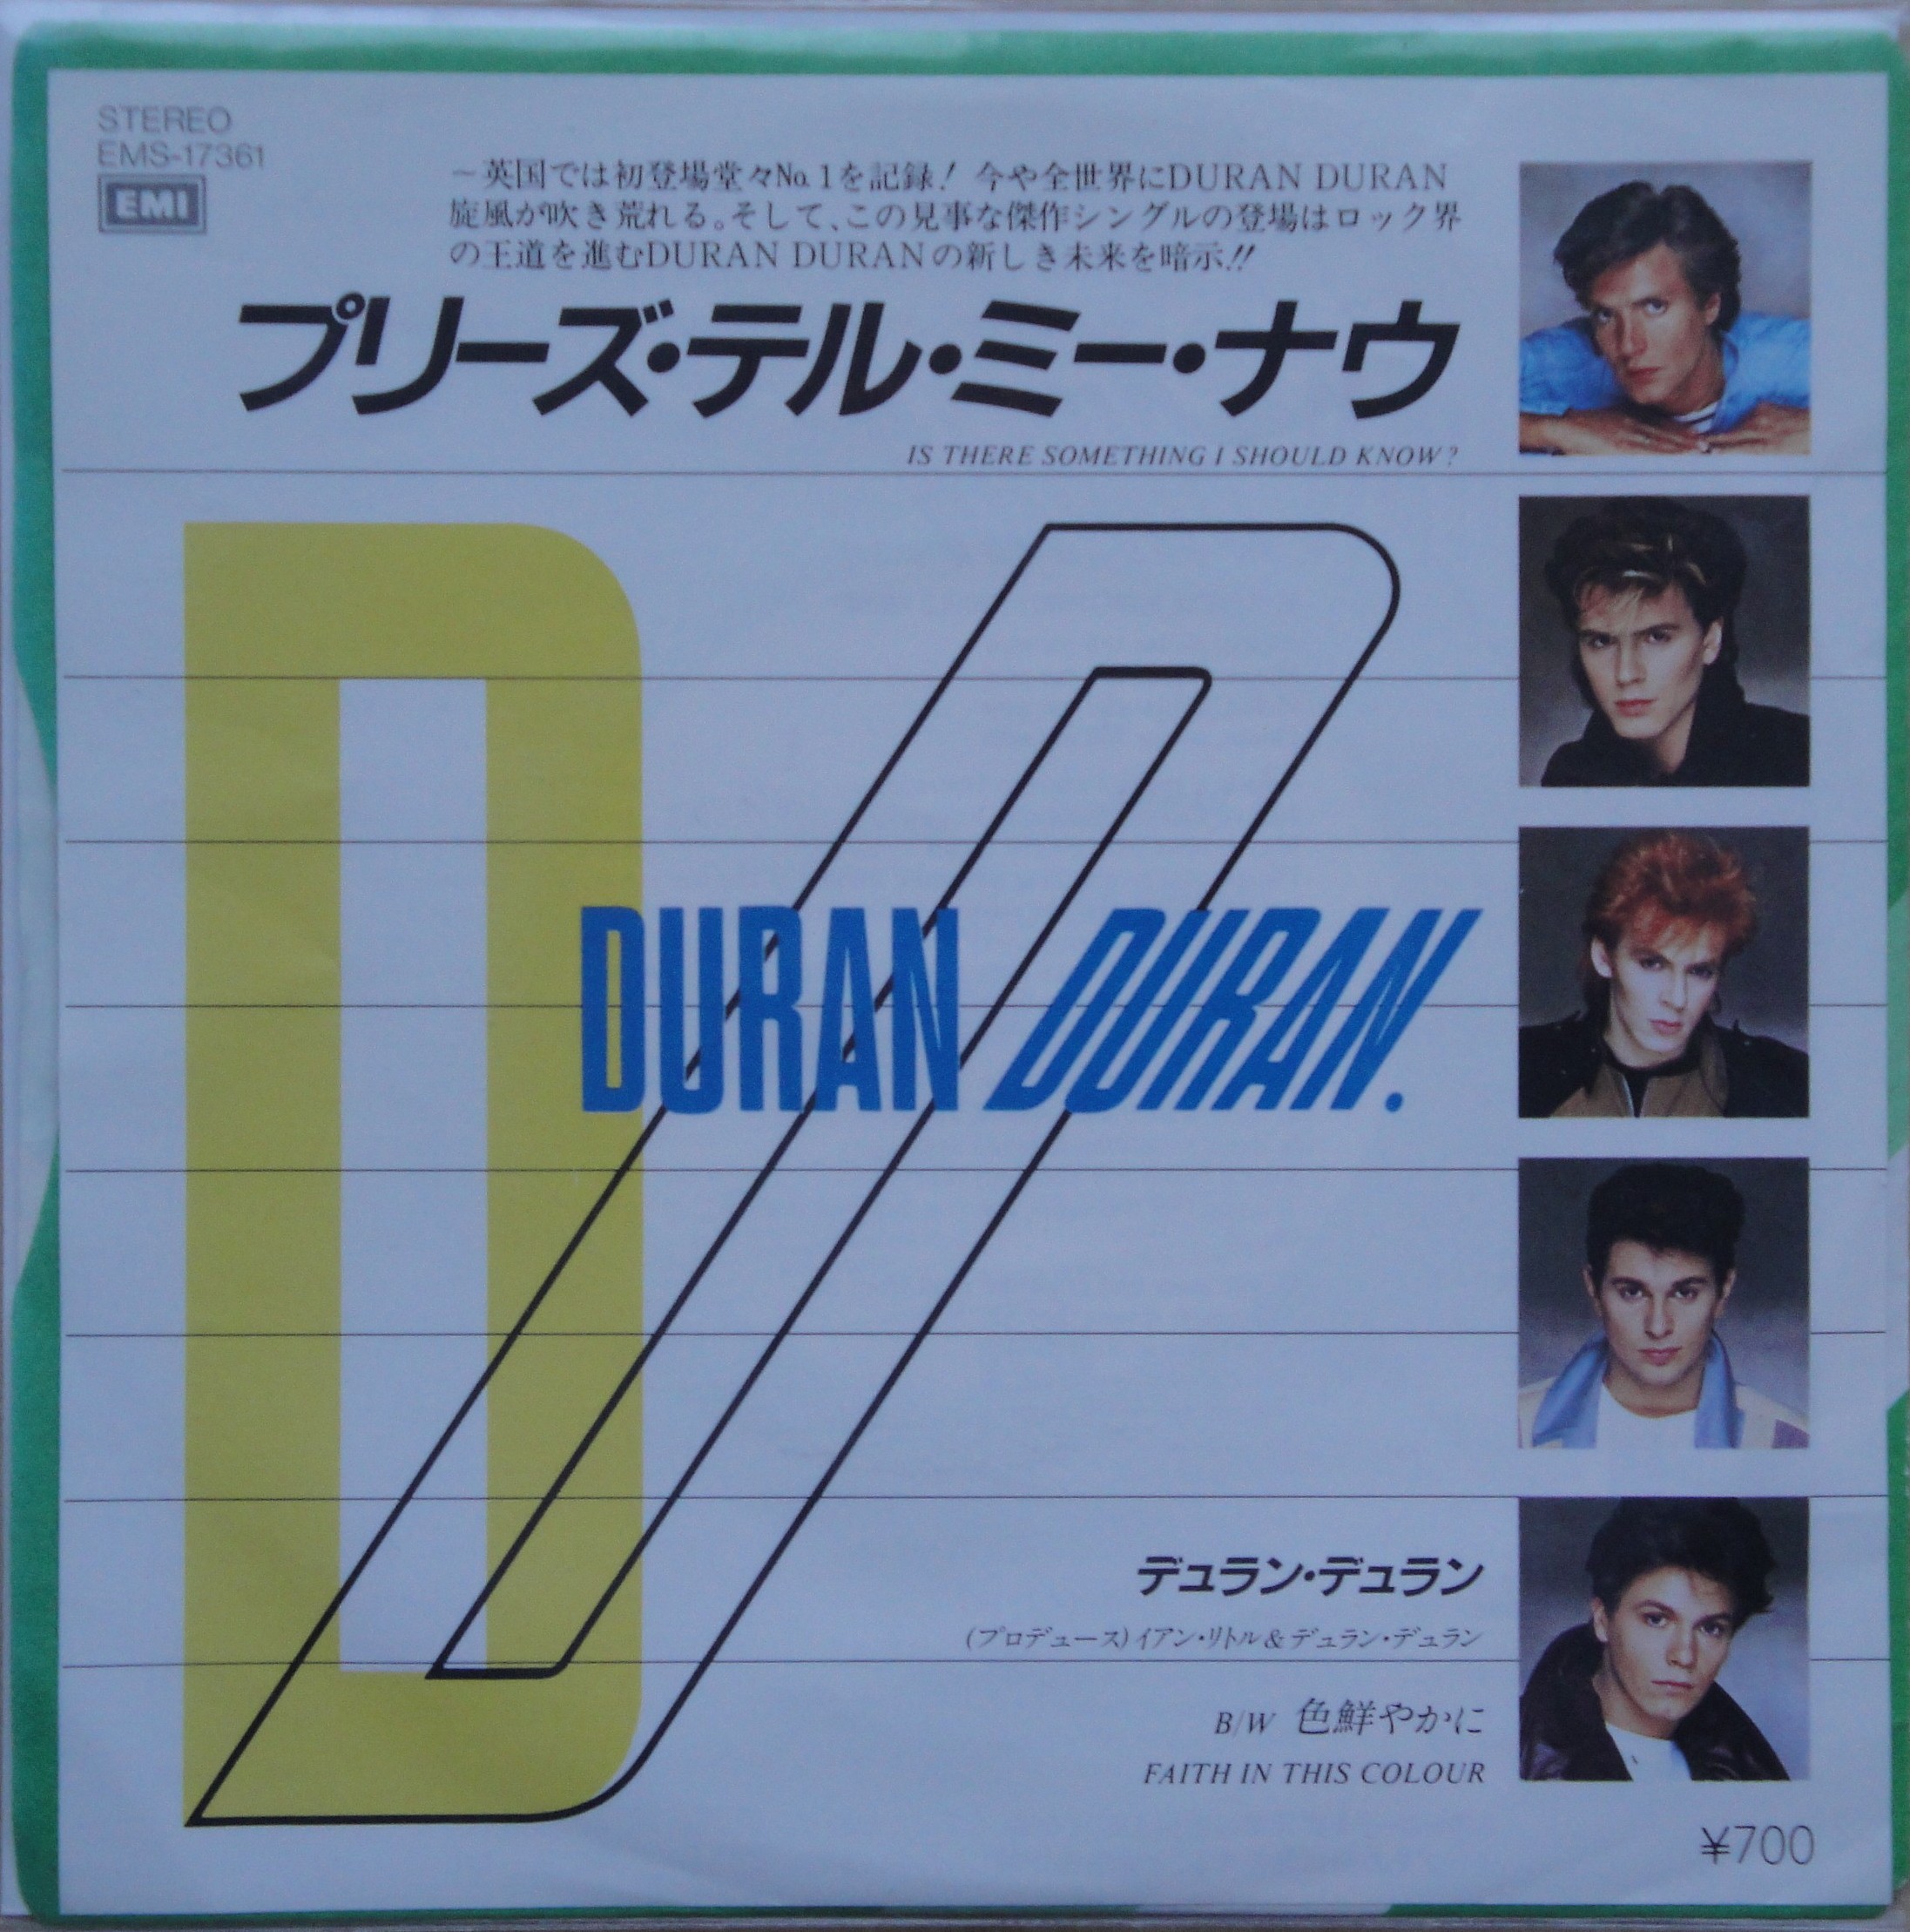 STEREO
EMS-17361
EMI
〜英国では初登場堂々No.1を記録! 今や全世界にDURAN DURAN
旋風が吹き荒れる。そして、この見事な傑作シングルの登場はロック界
の王道を進むDURAN DURANの新しき未来を暗示!!
プリーズ・テル・ミー・ナウ
IS THERE SOMETHING I SHOULD KNOW?
D D
DURAN DURAN.
デュラン・デュラン
(プロデュース)イアン・リトル&デュラン・デュラン
B/W 色鮮やかに
FAITH IN THIS COLOUR
¥700